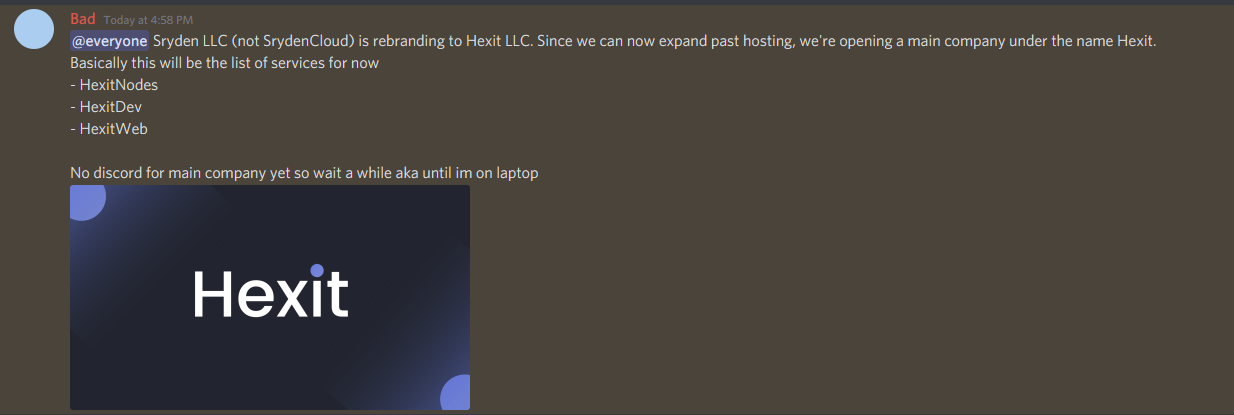 Bad Today at 4:58 PM
@everyone Sryden LLC (not SrydenCloud) is rebranding to Hexit LLC. Since we can now expand past hosting, we're opening a main company under the name Hexit.
Basically this will be the list of services for now
- HexitNodes
- HexitDev
- HexitWeb
No discord for main company yet so wait a while aka until im on laptop
Hexit